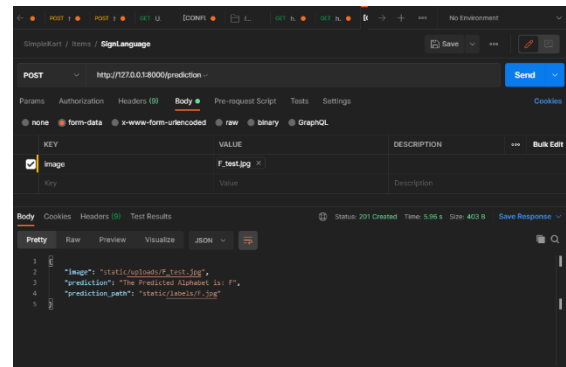 POST POST GET U [CONFL GET h. GET h. No Environment
SimpleKart / Items / SignLanguage Save
POST http://127.0.0.1:8000/prediction Send
Params Authorization Headers (9) Body Pre-request Script Tests Settings Cookies
none form-data x-www-form-urlencoded raw binary GraphQL
KEY VALUE DESCRIPTION Bulk Edit
image F_test.jpg
Key Value Description
Body Cookies Headers (9) Test Results Status: 201 Created Time: 5.96 s Size: 403 B Save Response
Pretty Raw Preview Visualize JSON
1 {
2 "image": "static/uploads/F_test.jpg",
3 "prediction": "The Predicted Alphabet is: F",
4 "prediction_path": "static/labels/F.jpg"
5 }